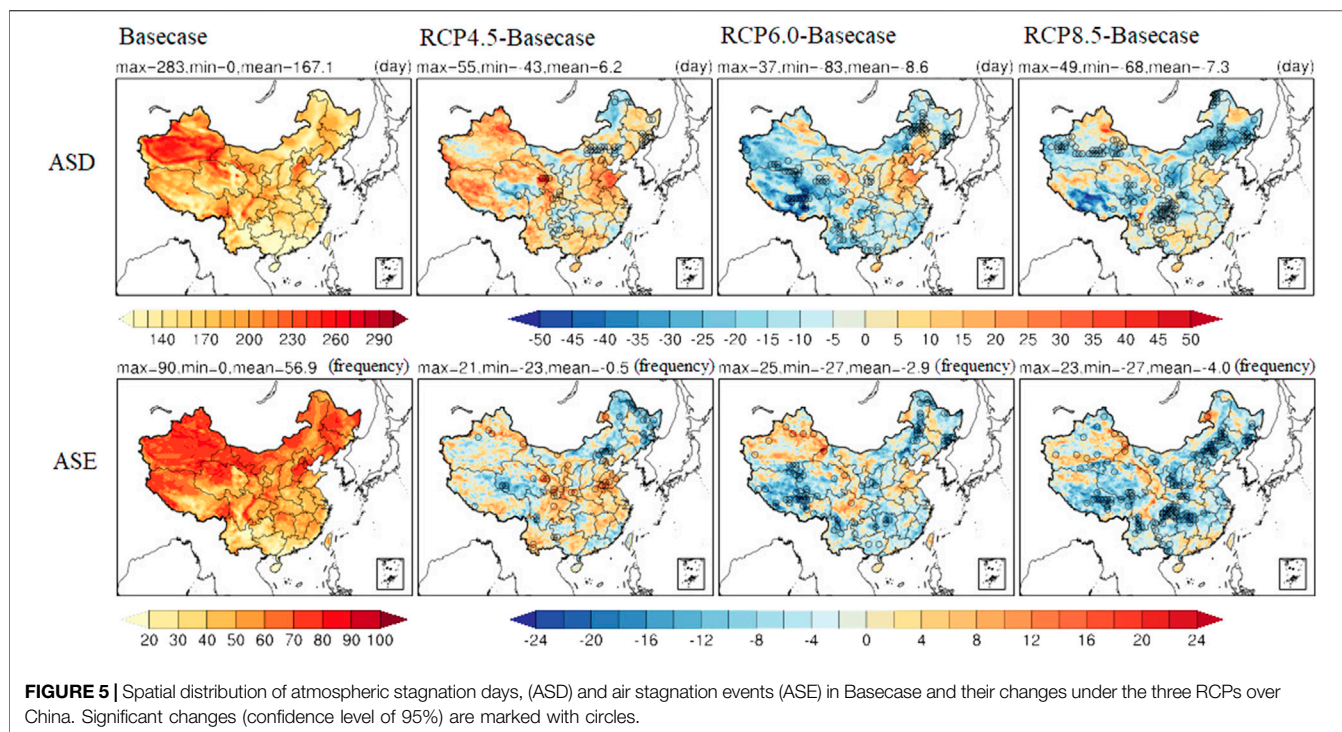 Basecase RCP4.5-Basecase RCP6.0-Basecase RCP8.5-Basecase
max=283,min=0,mean=167.1 (day) max=55,min=-43,mean=6.2 (day) max=37,min=-83,mean=-8.6 (day) max=49,min=-68,mean=-7.3 (day)
ASD
140 170 200 230 260 290 -50 -45 -35 -30 -25 -20 -15 -10 -5 0 5 10 15 20 25 30 35 40 45 50
max=90,min=0,mean=56.9 (frequency) max=21,min=-23,mean=-0.5 (frequency) max=25,min=-27,mean=-2.9 (frequency) max=23,min=-27,mean=-4.0 (frequency)
ASE
20 30 40 50 60 70 80 90 100 -24 -20 -16 -12 -8 -4 0 4 8 12 16 20 24
FIGURE 5 | Spatial distribution of atmospheric stagnation days, (ASD) and air stagnation events (ASE) in Basecase and their changes under the three RCPs over
China. Significant changes (confidence level of 95%) are marked with circles.